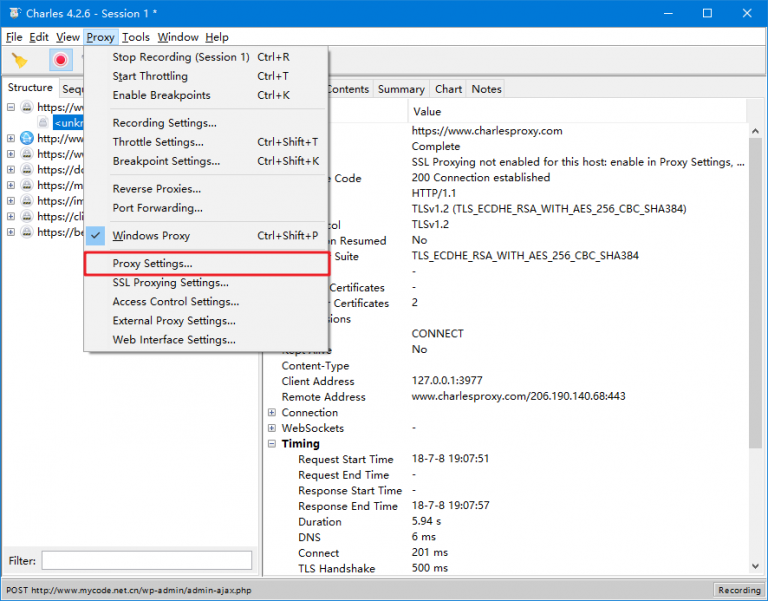 Charles 4.2.6 - Session 1 *
File Edit View Proxy Tools Window Help
Stop Recording (Session 1) Ctrl+R
Start Throttling Ctrl+T
Enable Breakpoints Ctrl+K
Recording Settings...
Throttle Settings... Ctrl+Shift+T
Breakpoint Settings... Ctrl+Shift+K
Reverse Proxies...
Port Forwarding...
Windows Proxy Ctrl+Shift+P
Proxy Settings...
SSL Proxying Settings...
Access Control Settings...
External Proxy Settings...
Web Interface Settings...
Structure Sequ
https://w
<unkn
http://ww
https://w
https://do
https://m
https://im
https://cli
https://be
Filter:
Contents Summary Chart Notes
Value
https://www.charlesproxy.com
Complete
SSL Proxying not enabled for this host: enable in Proxy Settings, ...
Code 200 Connection established
HTTP/1.1
TLSv1.2 (TLS_ECDHE_RSA_WITH_AES_256_CBC_SHA384)
ol TLSv1.2
on Resumed No
Suite TLS_ECDHE_RSA_WITH_AES_256_CBC_SHA384
-
Certificates -
r Certificates 2
sions
CONNECT
Kept Alive No
Content-Type
Client Address 127.0.0.1:3977
Remote Address www.charlesproxy.com/206.190.140.68:443
Connection
WebSockets -
Timing
Request Start Time 18-7-8 19:07:51
Request End Time -
Response Start Time -
Response End Time 18-7-8 19:07:57
Duration 5.94 s
DNS 6 ms
Connect 201 ms
TLS Handshake 500 ms
POST http://www.mycode.net.cn/wp-admin/admin-ajax.php Recording